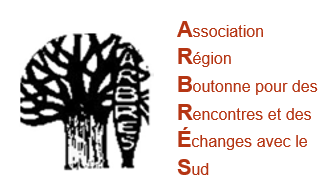 ARBRES
Association
Région
Boutonne pour des
Rencontres et des
Échanges avec le
Sud